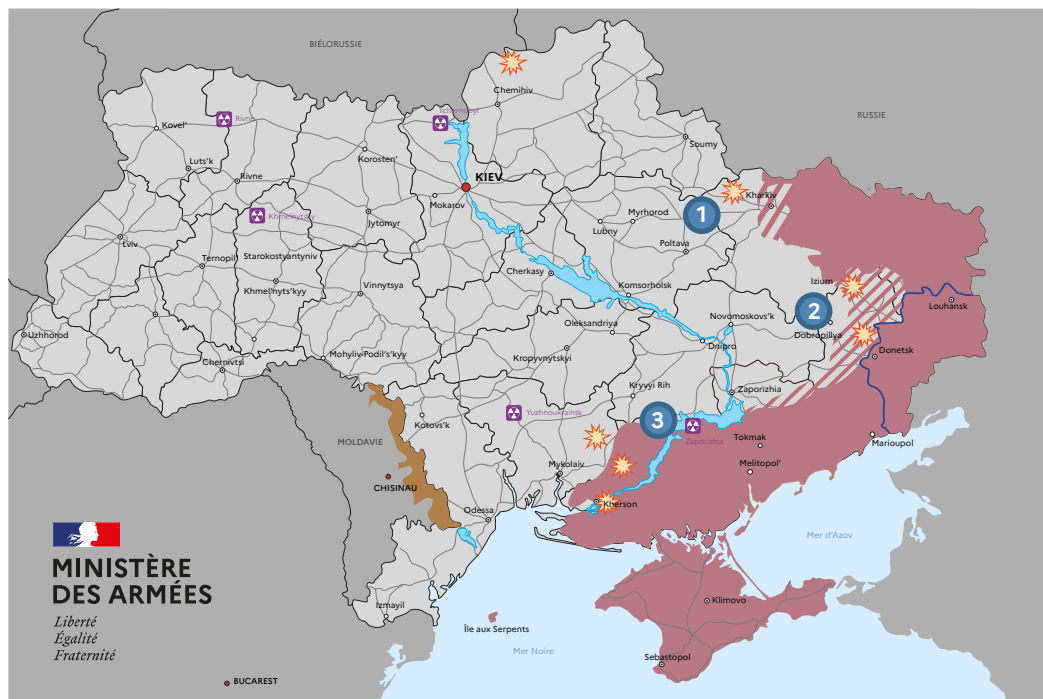 BIÉLORUSSIE
RUSSIE
Chernihiv
Tchernobyl
Rivne
Kovel'
Soumy
Korosten'
Luts'k
Rivne
KIEV
Kharkiv
Mokarov
1
Myrhorod
Khmelnytsky
Jytomyr
Lubny
Lviv
Poltava
Ternopil
Starokostyantyniv
Cherkasy
Izium
Khmel'nyts'kyy
Vinnytsya
Komsorholsk
Louhansk
2
Novomoskovs'k
Oleksandriya
Uzhhorod
Dobropillya
Dnipro
Donetsk
Mohyliv-Podil's'kyy
Chernivtsi
Kropyvnytskyi
Kryvyi Rih
Zaporizhia
Yuzhnoukrainsk
3
Kotovs'k
MOLDAVIE
Zaporizhia
Tokmak
Marioupol
Mykolaiv
Melitopol'
CHISINAU
Kherson
Odessa
Mer d'Azov
MINISTÈRE
DES ARMÉES
Liberté
Égalité
Fraternité
Izmayil
Klimovo
Île aux Serpents
Mer Noire
Sebastopol
BUCAREST